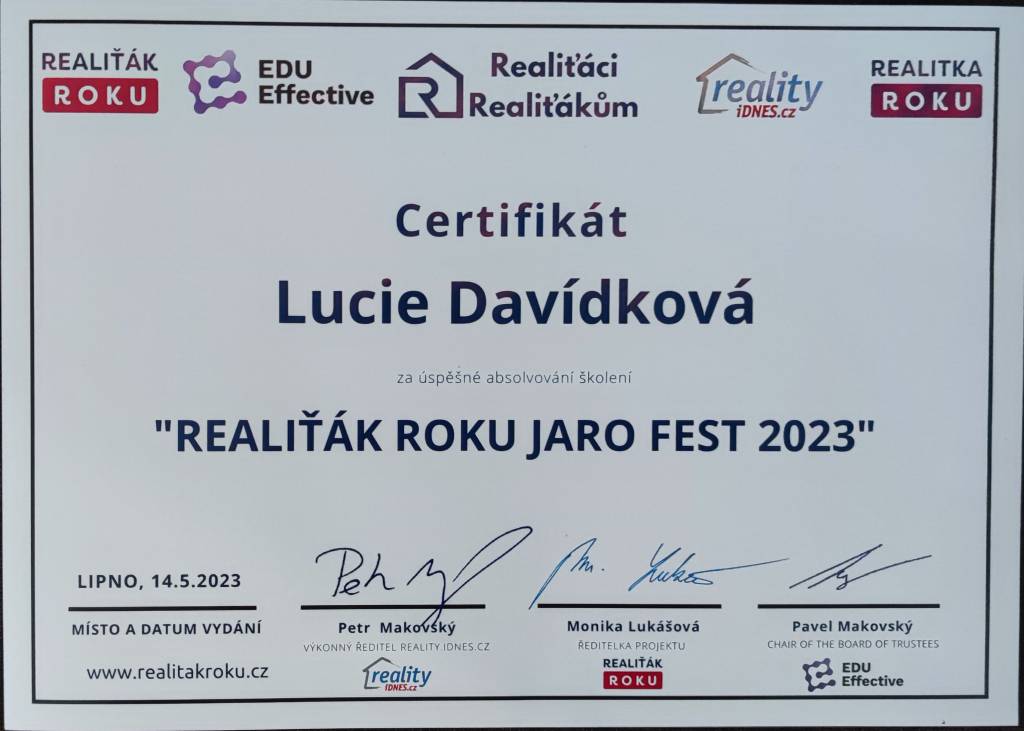 REALIŤÁK
ROKU
EDU
Effective
Realiťáci
Realiťákům
reality
iDNES.cz
REALITKA
ROKU
Certifikát
Lucie Davídková
za úspěšné absolvování školení
"REALIŤÁK ROKU JARO FEST 2023"
LIPNO, 14.5.2023
MÍSTO A DATUM VYDÁNÍ
www.realitakroku.cz
Petr Makovský
VÝKONNÝ ŘEDITEL REALITY IDNES.CZ
reality
iDNES.cz
Monika Lukášová
ŘEDITELKA PROJEKTU
REALIŤÁK
ROKU
Pavel Makovský
CHAIR OF THE BOARD OF TRUSTEES
EDU
Effective